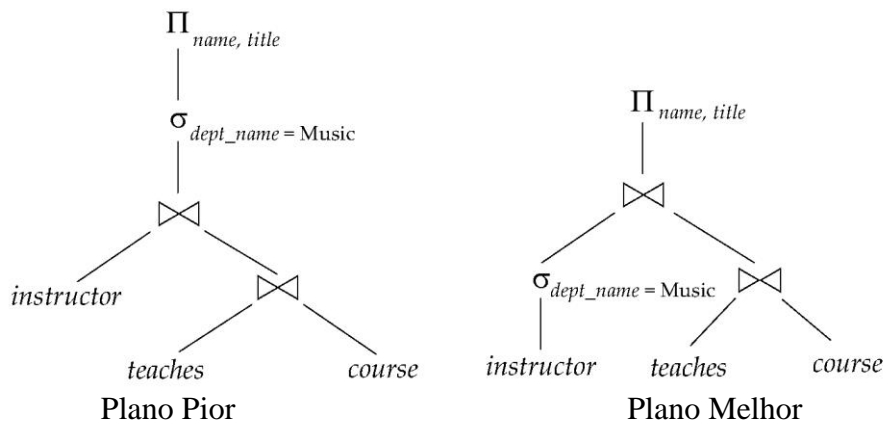 Π name, title
σ dept_name = Music
instructor
teaches course
Plano Pior
Π name, title
σ dept_name = Music
instructor teaches course
Plano Melhor